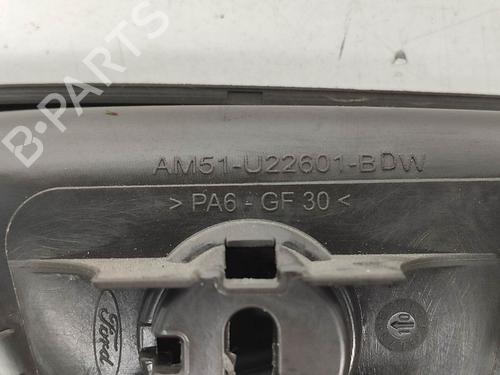 B-PARTS
AM51-U22601-BDW
> PA6 - GF 30 <
Ford